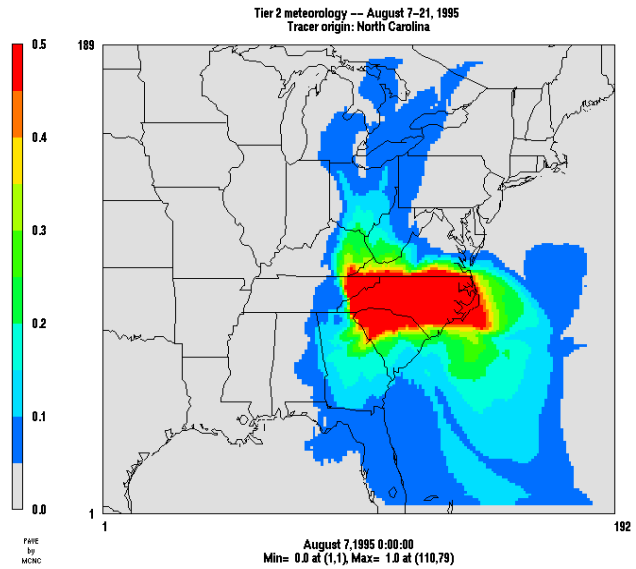 Tier 2 meteorology -- August 7-21, 1995
Tracer origin: North Carolina
189
0.5
0.4
0.3
0.2
0.1
0.0
1
1
192
PAVE
by
MCNC
August 7,1995 0:00:00
Min= 0.0 at (1,1), Max= 1.0 at (110,79)